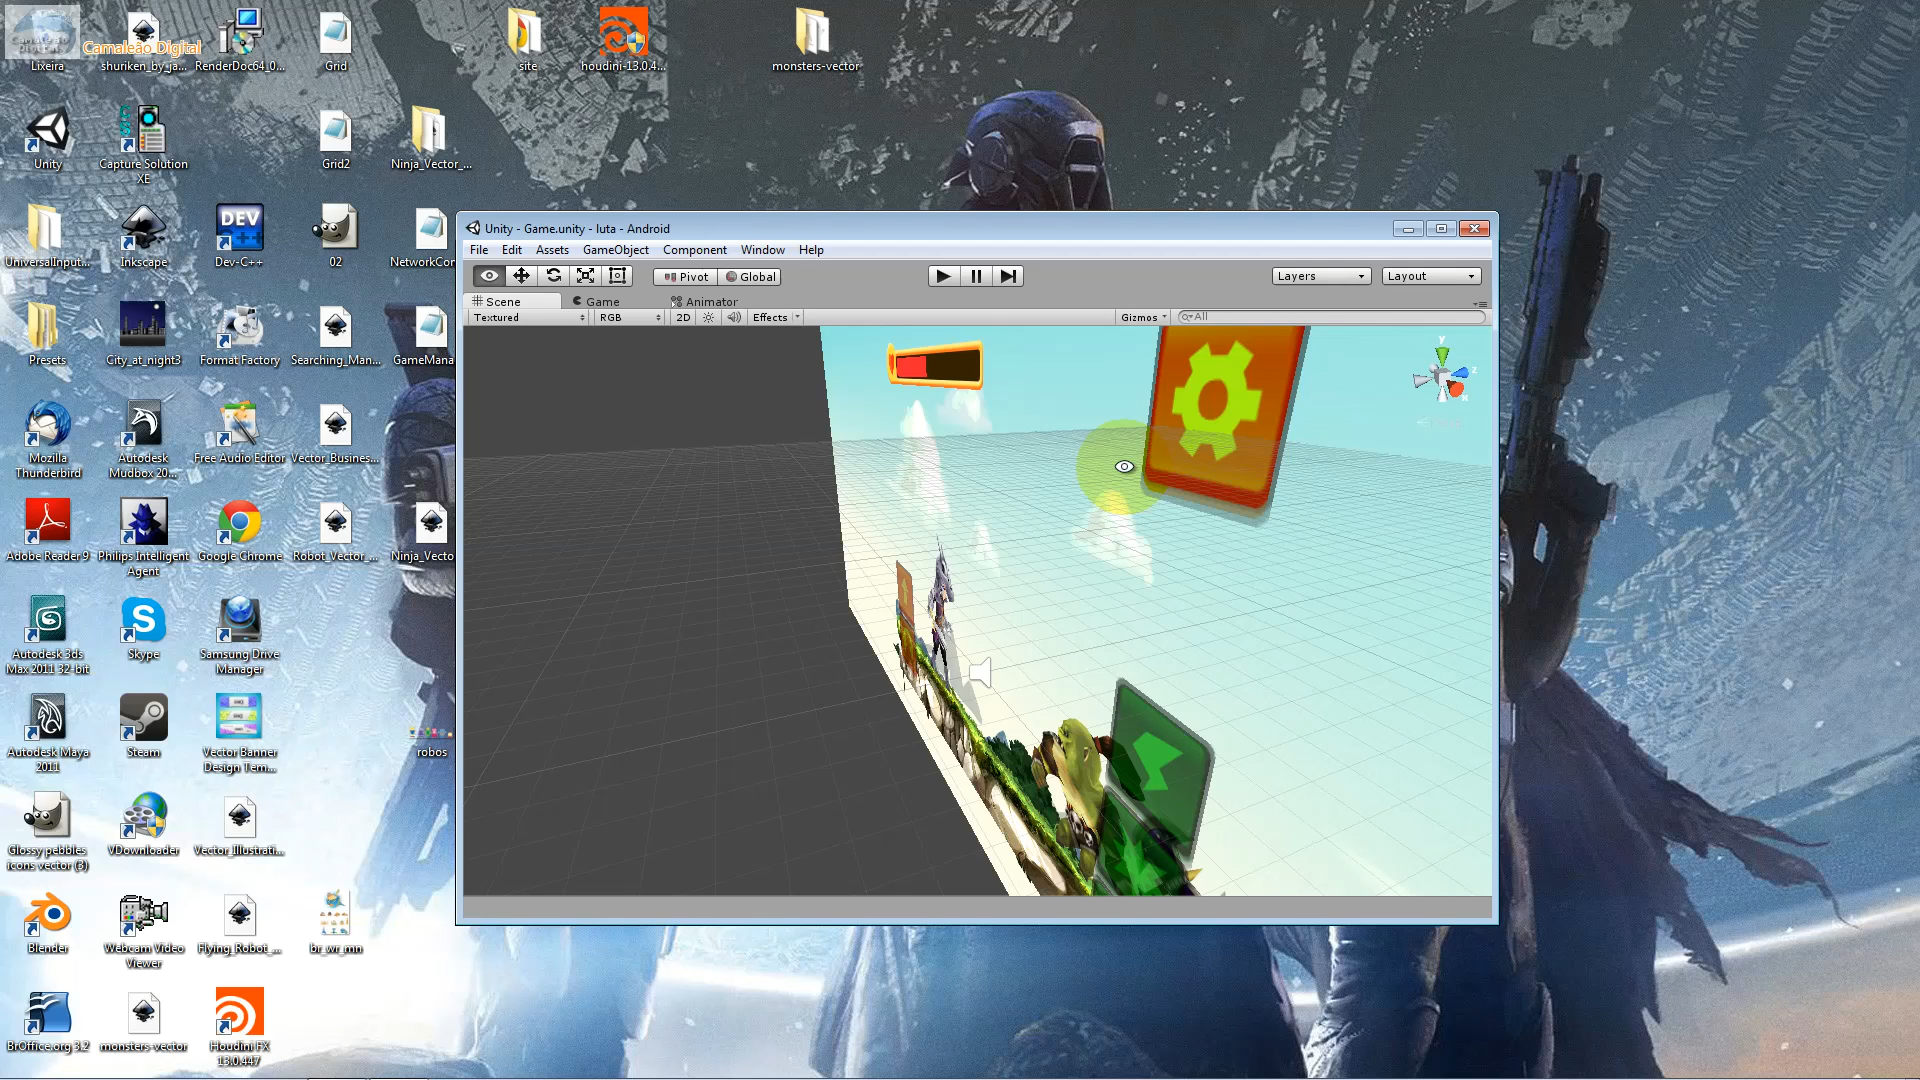 Camaleão Digital
Lixeira
shuriken_by_ja...
RenderDoc64_0...
Grid
site
houdini-13.0.4...
monsters-vector
Unity
Capture Solution
XE
Grid2
Ninja_Vector_...
UniversalInput...
Inkscape
DEV
C++
Dev-C++
02
NetworkCon
Presets
City_at_night3
Format Factory
Searching_Man...
GameMana
Mozilla
Thunderbird
Autodesk
Mudbox 20...
Free Audio Editor
Vector_Business...
Adobe Reader 9
Philips Intelligent
Agent
Google Chrome
Robot_Vector_...
Ninja_Vecto
Autodesk 3ds
Max 2011 32-bit
Skype
Samsung Drive
Manager
Autodesk Maya
2011
Steam
Vector Banner
Design Tem...
robos
Glossy pebbles
icons vector (3)
VDownloader
Vector_Illustrati...
Blender
Webcam Video
Viewer
Flying_Robot_...
br_wr_mn
BrOffice.org 3.2
monsters-vector
Houdini FX
13.0.447
Unity - Game.unity - luta - Android
File Edit Assets GameObject Component Window Help
Pivot Global Layers Layout
Scene Game Animator
Textured RGB 2D Effects Gizmos All
y
z
x